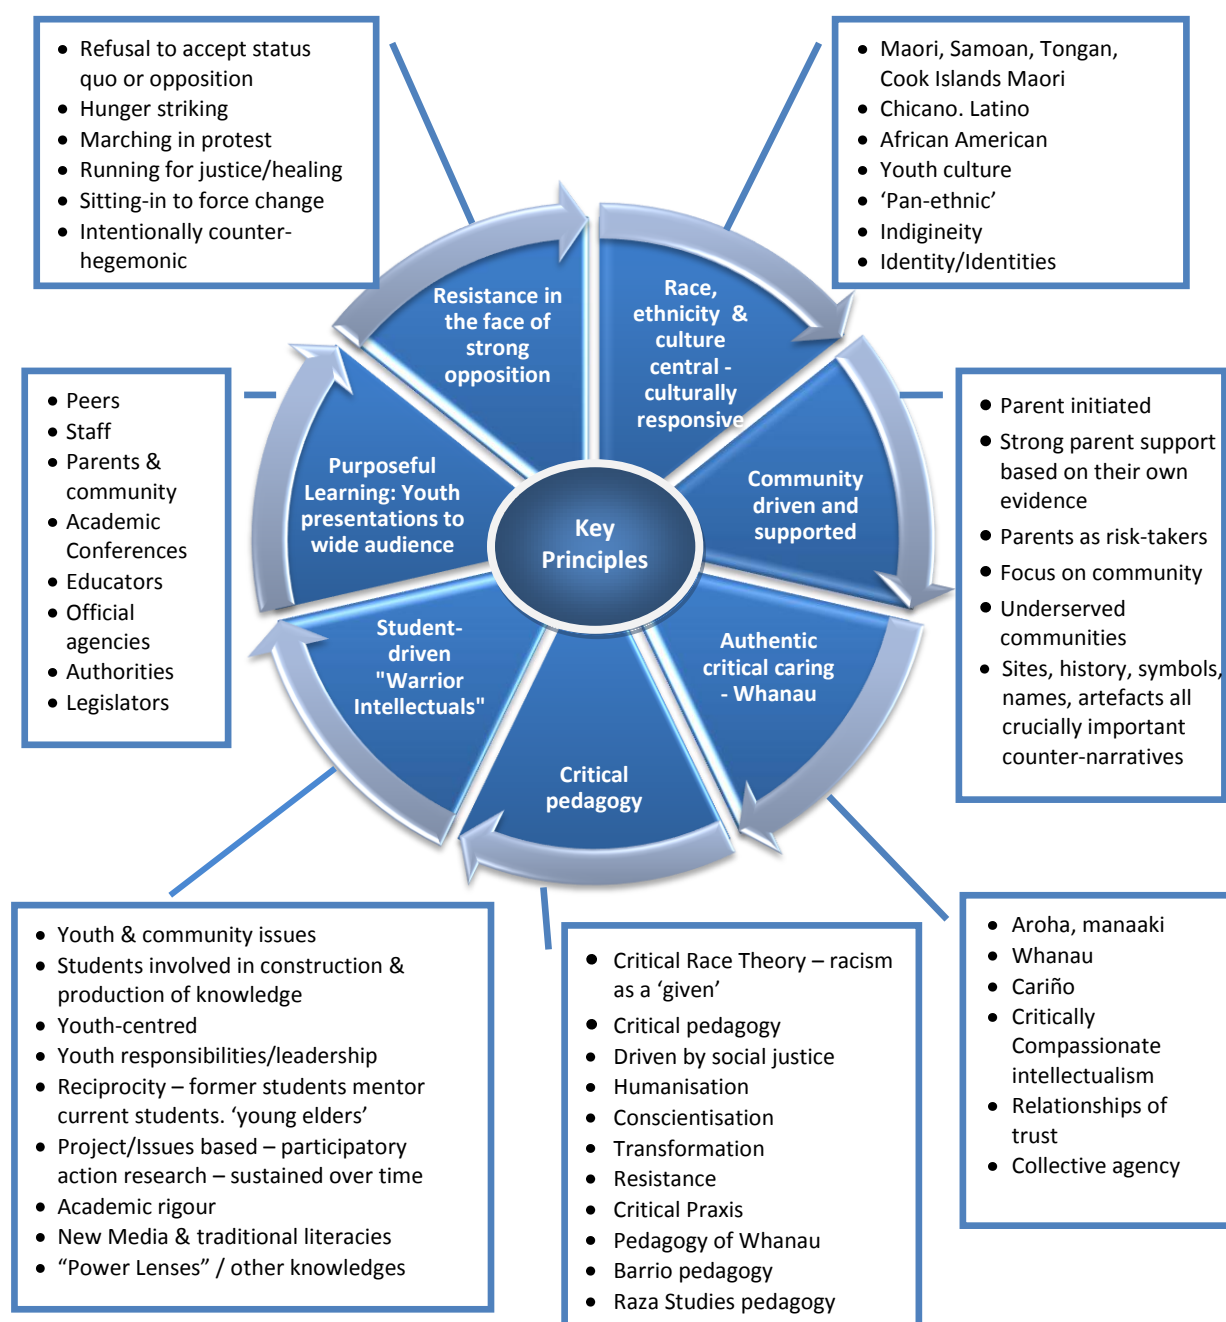 • Refusal to accept status
quo or opposition
• Hunger striking
• Marching in protest
• Running for justice/healing
• Sitting-in to force change
• Intentionally counter-
hegemonic
• Maori, Samoan, Tongan,
Cook Islands Maori
• Chicano. Latino
• African American
• Youth culture
• ‘Pan-ethnic’
• Indigineity
• Identity/Identities
Resistance in
the face of
strong
opposition
Race,
ethnicity & 
culture
central -
culturally
responsive
• Peers
• Staff
• Parents &
community
• Academic
Conferences
• Educators
• Official
agencies
• Authorities
• Legislators
Purposeful
Learning: Youth
presentations to
wide audience
Key
Principles
Community
driven and
supported
• Parent initiated
• Strong parent support
based on their own
evidence
• Parents as risk-takers
• Focus on community
• Underserved
communities
• Sites, history, symbols,
names, artefacts all
crucially important
counter-narratives
Student-
driven
"Warrior
Intellectuals"
Critical
pedagogy
Authentic
critical caring
- Whanau
• Youth & community issues
• Students involved in construction &
production of knowledge
• Youth-centred
• Youth responsibilities/leadership
• Reciprocity – former students mentor
current students. ‘young elders’
• Project/Issues based – participatory
action research – sustained over time
• Academic rigour
• New Media & traditional literacies
• “Power Lenses” / other knowledges
• Critical Race Theory – racism
as a ‘given’
• Critical pedagogy
• Driven by social justice
• Humanisation
• Conscientisation
• Transformation
• Resistance
• Critical Praxis
• Pedagogy of Whanau
• Barrio pedagogy
• Raza Studies pedagogy
• Aroha, manaaki
• Whanau
• Cariño
• Critically
Compassionate
intellectualism
• Relationships of
trust
• Collective agency